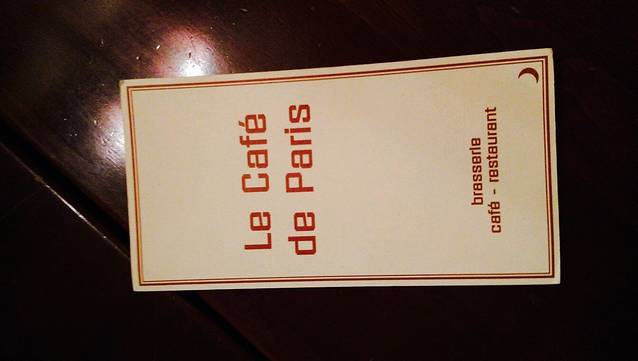 Le Café
de Paris
brasserie
café - restaurant